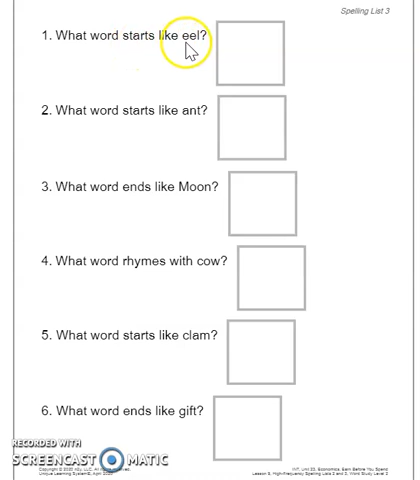 Spelling List 3
1. What word starts like eel?
2. What word starts like ant?
3. What word ends like Moon?
4. What word rhymes with cow?
5. What word starts like clam?
6. What word ends like gift?
RECORDED WITH
SCREENCAST MATIC